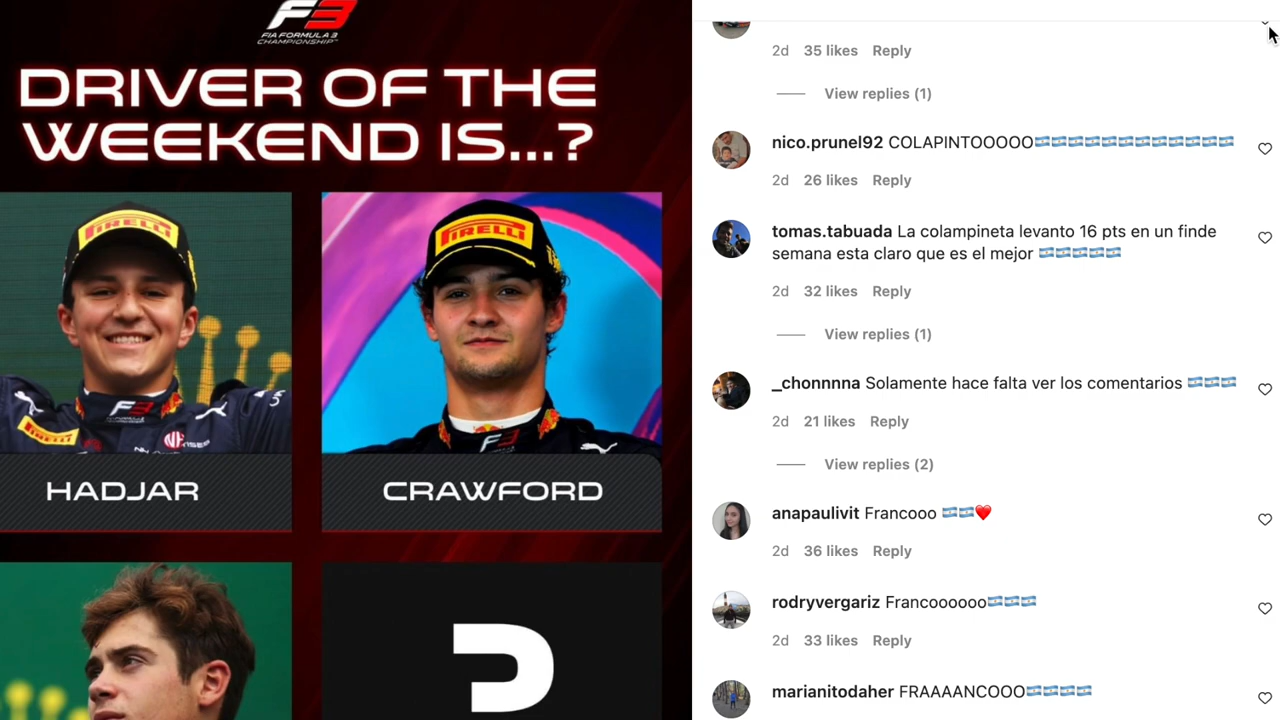 F3
FIA FORMULA 3
CHAMPIONSHIP™
DRIVER OF THE
WEEKEND IS...?
PIRELLI
PIRELLI
F3
PIRELLI
F3
HADJAR
CRAWFORD
?
2d 35 likes Reply
View replies (1)
nico.prunel92 COLAPINTOOOOO🇦🇷🇦🇷🇦🇷🇦🇷🇦🇷🇦🇷🇦🇷🇦🇷🇦🇷🇦🇷🇦🇷🇦🇷
2d 26 likes Reply
tomas.tabuada La colampineta levanto 16 pts en un finde
semana esta claro que es el mejor 🇦🇷🇦🇷🇦🇷🇦🇷🇦🇷
2d 32 likes Reply
View replies (1)
_chonnnna Solamente hace falta ver los comentarios 🇦🇷🇦🇷🇦🇷
2d 21 likes Reply
View replies (2)
anapaulivit Francooo 🇦🇷🇦🇷❤️
2d 36 likes Reply
rodryvergariz Francoooooo🇦🇷🇦🇷🇦🇷
2d 33 likes Reply
marianitodaher FRAAAANCOOO🇦🇷🇦🇷🇦🇷🇦🇷